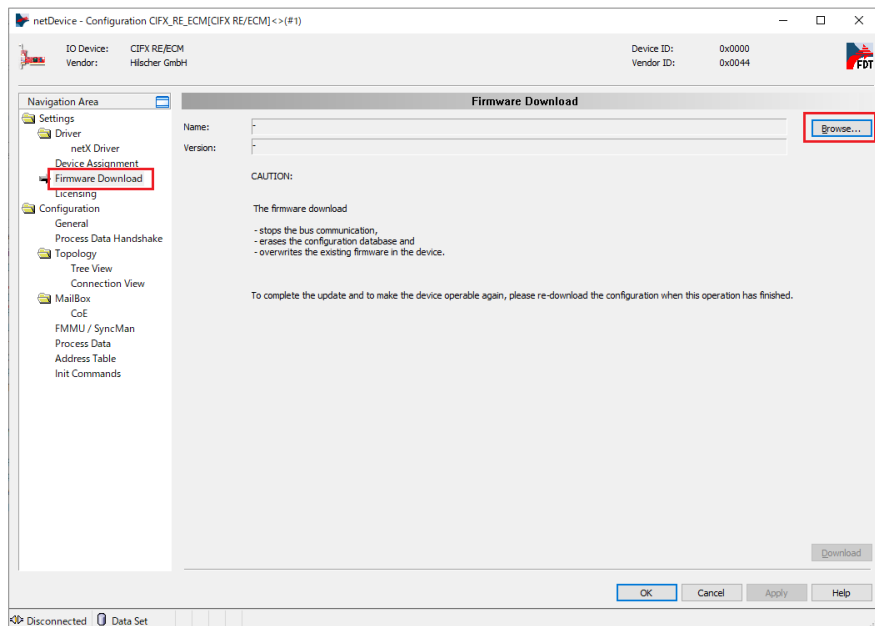 netDevice - Configuration CIFX_RE_ECM[CIFX RE/ECM]<>(#1)
IO Device: CIFX RE/ECM Device ID: 0x0000
Vendor: Hilscher GmbH Vendor ID: 0x0044
FDT
Navigation Area
Firmware Download
Settings
Driver
netX Driver
Device Assignment
Firmware Download
Licensing
Configuration
General
Process Data Handshake
Topology
Tree View
Connection View
MailBox
CoE
FMMU / SyncMan
Process Data
Address Table
Init Commands
Name: - Browse...
Version: -
CAUTION:
The firmware download
- stops the bus communication,
- erases the configuration database and
- overwrites the existing firmware in the device.
To complete the update and to make the device operable again, please re-download the configuration when this operation has finished.
Download
OK Cancel Apply Help
Disconnected Data Set